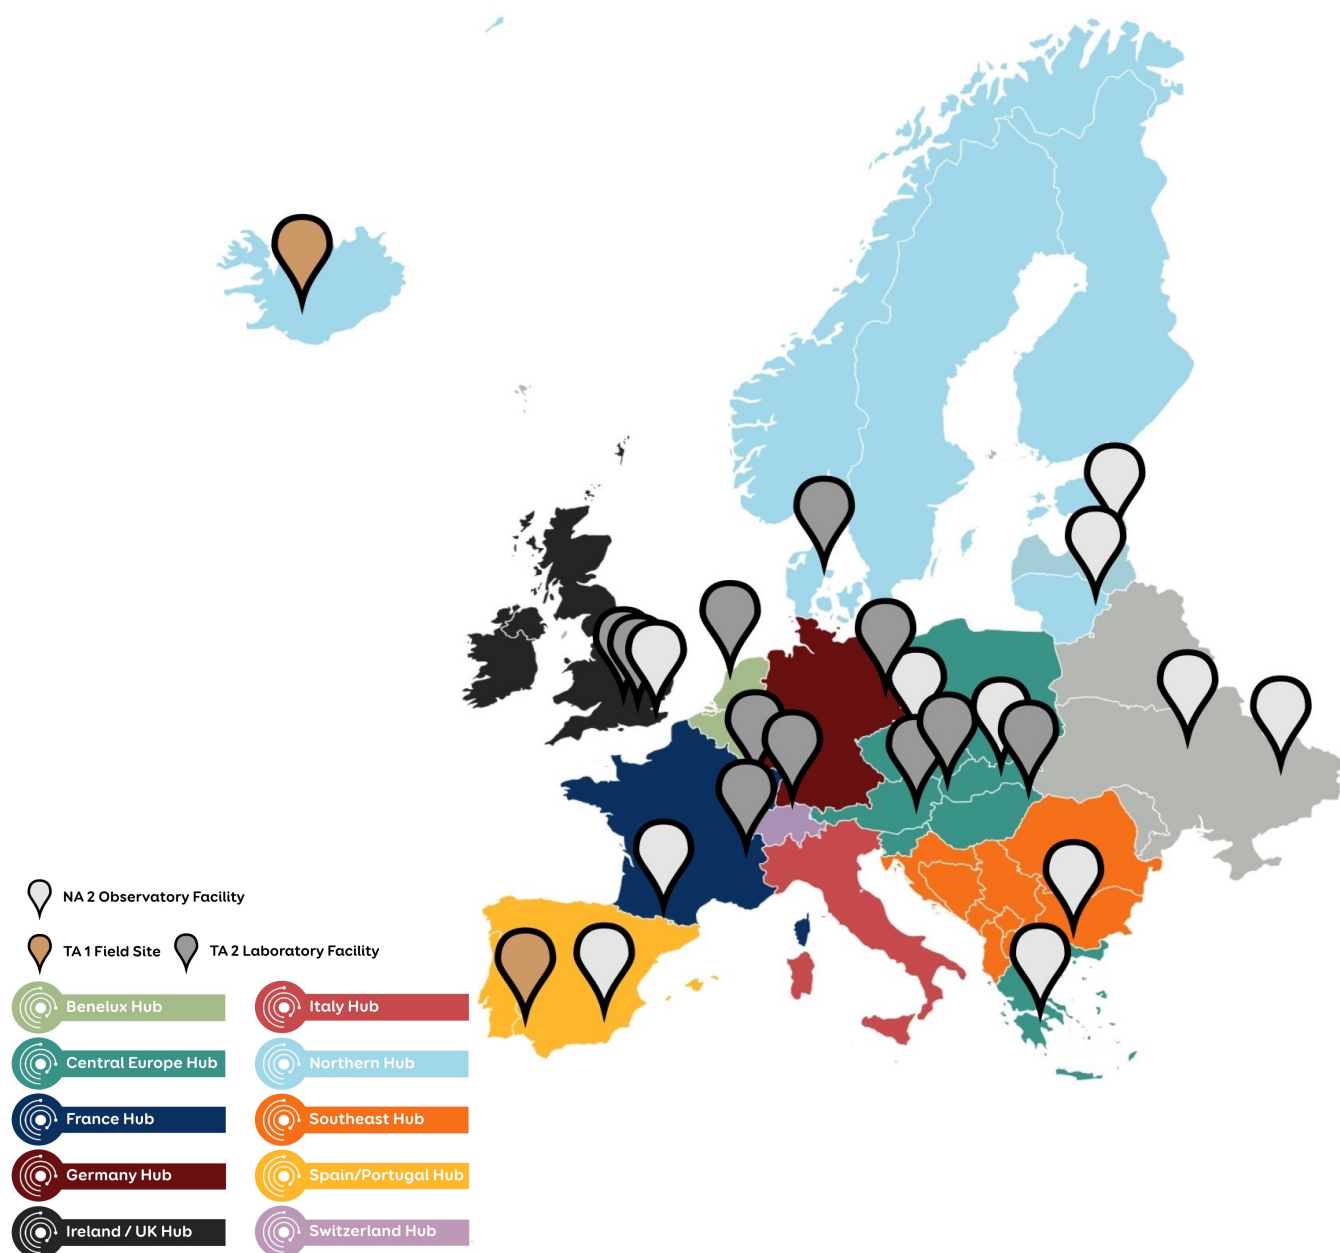 NA 2 Observatory Facility
TA 1 Field Site
TA 2 Laboratory Facility
Benelux Hub
Italy Hub
Central Europe Hub
Northern Hub
France Hub
Southeast Hub
Germany Hub
Spain/Portugal Hub
Ireland / UK Hub
Switzerland Hub